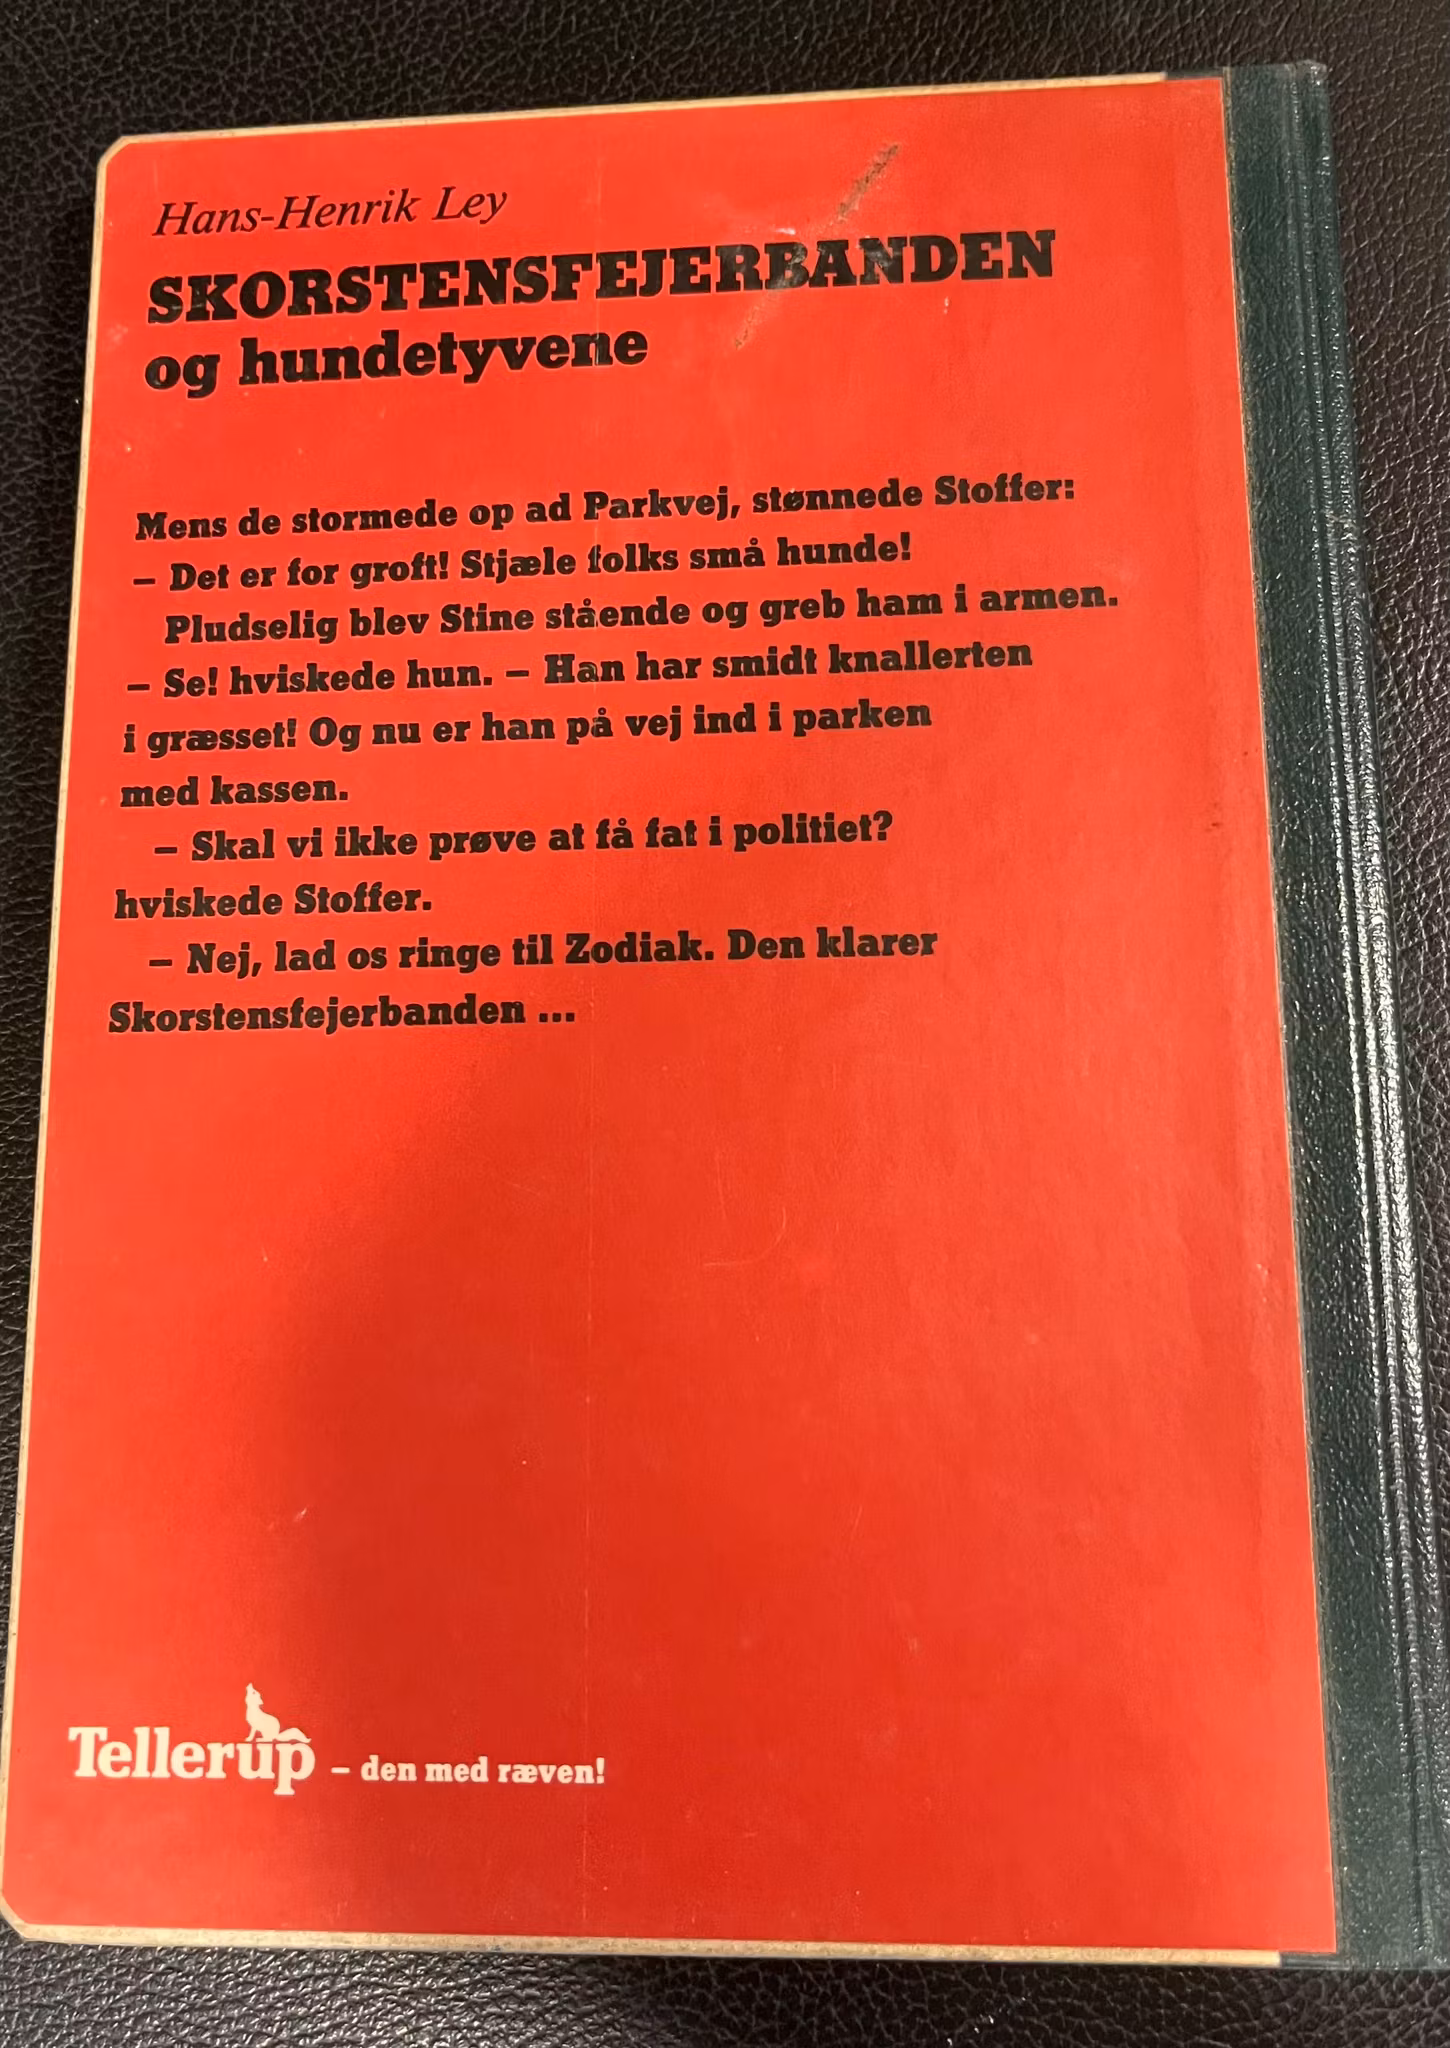 Hans-Henrik Ley
SKORSTENSFEJERBANDEN
og hundetyvene
Mens de stormede op ad Parkvej, stønnede Stoffer:
– Det er for groft! Stjæle folks små hunde!
Pludselig blev Stine stående og greb ham i armen.
– Se! hviskede hun. – Han har smidt knallerten
i græsset! Og nu er han på vej ind i parken
med kassen.
– Skal vi ikke prøve at få fat i politiet?
hviskede Stoffer.
– Nej, lad os ringe til Zodiak. Den klarer
Skorstensfejerbanden ...
Tellerup – den med ræven!